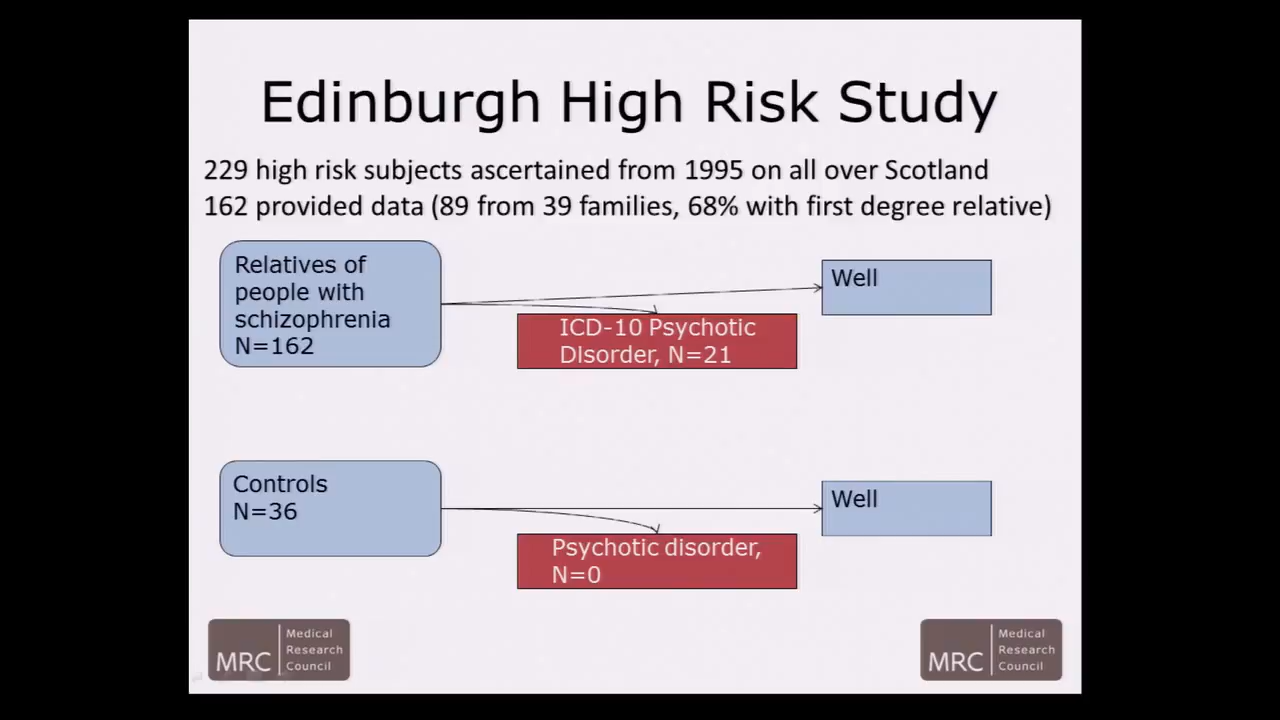 Edinburgh High Risk Study
229 high risk subjects ascertained from 1995 on all over Scotland
162 provided data (89 from 39 families, 68% with first degree relative)
Relatives of
people with
schizophrenia
N=162
Well
ICD-10 Psychotic
Disorder, N=21
Controls
N=36
Well
Psychotic disorder,
N=0
MRC
Medical
Research
Council
MRC
Medical
Research
Council